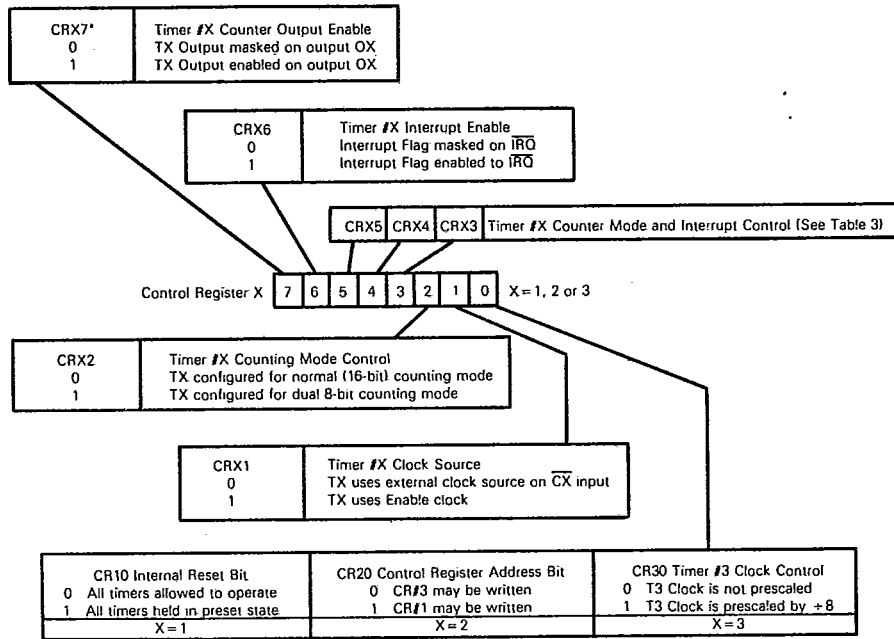 CRX7* Timer #X Counter Output Enable
0 TX Output masked on output OX
1 TX Output enabled on output OX
CRX6 Timer #X Interrupt Enable
0 Interrupt Flag masked on I̅R̅Q̅
1 Interrupt Flag enabled to I̅R̅Q̅
CRX5 CRX4 CRX3 Timer #X Counter Mode and Interrupt Control (See Table 3)
Control Register X 7 6 5 4 3 2 1 0 X = 1, 2 or 3
CRX2 Timer #X Counting Mode Control
0 TX configured for normal (16-bit) counting mode
1 TX configured for dual 8-bit counting mode
CRX1 Timer #X Clock Source
0 TX uses external clock source on C̅X̅ input
1 TX uses Enable clock
CR10 Internal Reset Bit
0 All timers allowed to operate
1 All timers held in preset state
X = 1
CR20 Control Register Address Bit
0 CR#3 may be written
1 CR#1 may be written
X = 2
CR30 Timer #3 Clock Control
0 T3 Clock is not prescaled
1 T3 Clock is prescaled by ÷8
X = 3